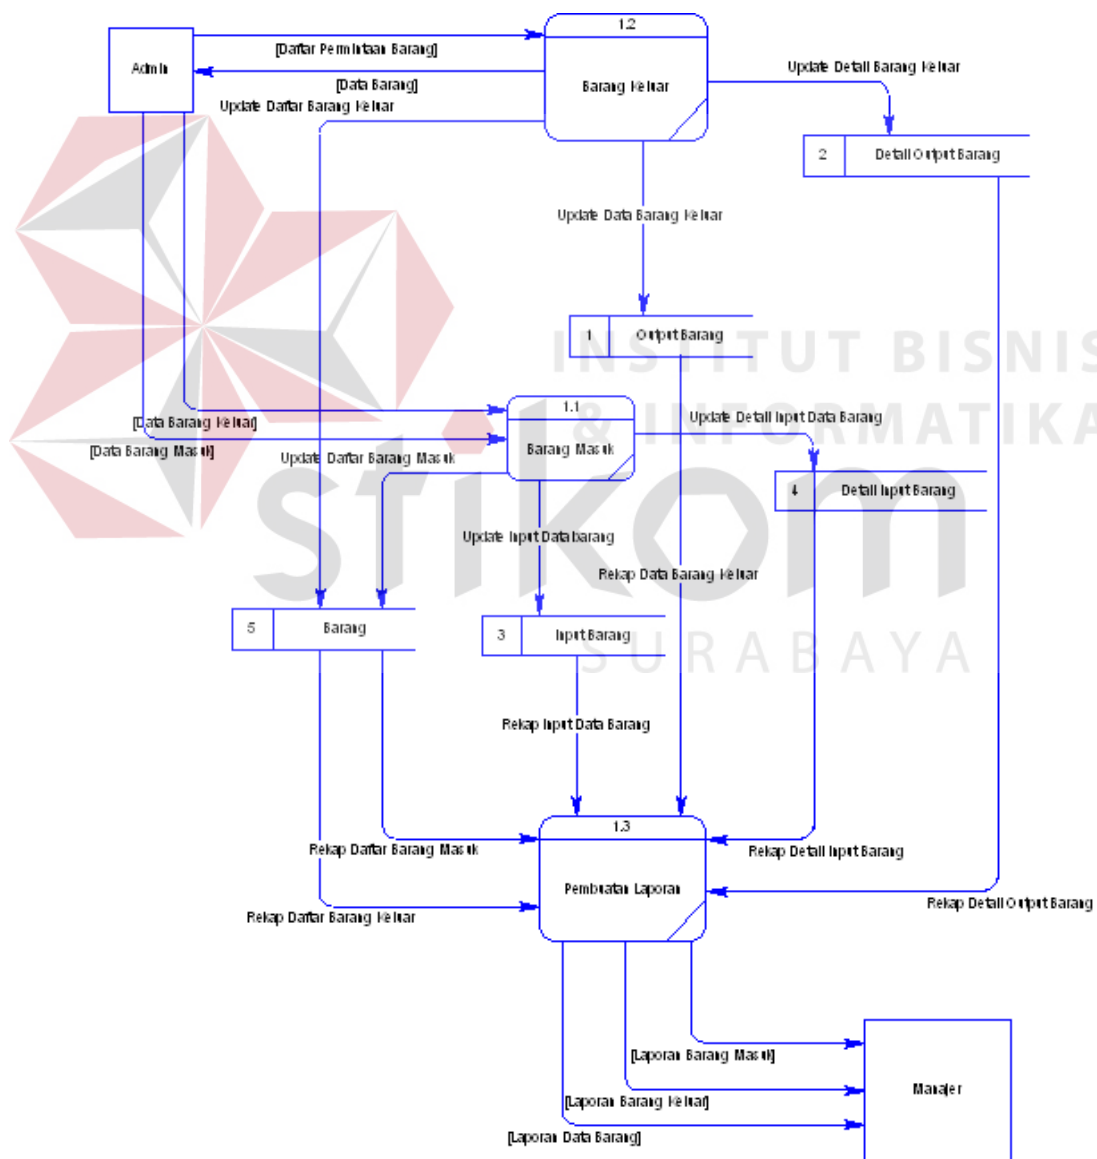 1.2
[Daftar Permintaan Barang]
Admin
Update Detail Barang Keluar
[Data Barang]
Barang Keluar
Update Daftar Barang Keluar
2
Detail Output Barang
Update Data Barang Keluar
1
Output Barang
INSTITUT BISNIS
1.1
[Data Barang Keluar]
Update Detail Input Data Barang
& INFORMATIKA
[Data Barang Masuk]
Update Daftar Barang Masuk
Barang Masuk
4
Detail Input Barang
stikom
Update Input Data barang
Rekap Data Barang Keluar
5
Barang
3
Input Barang
SURABAYA
Rekap Input Data Barang
1.3
Rekap Daftar Barang Masuk
Rekap Detail Input Barang
Pembuatan Laporan
Rekap Daftar Barang Keluar
Rekap Detail Output Barang
[Laporan Barang Masuk]
Manajer
[Laporan Barang Keluar]
[Laporan Data Barang]